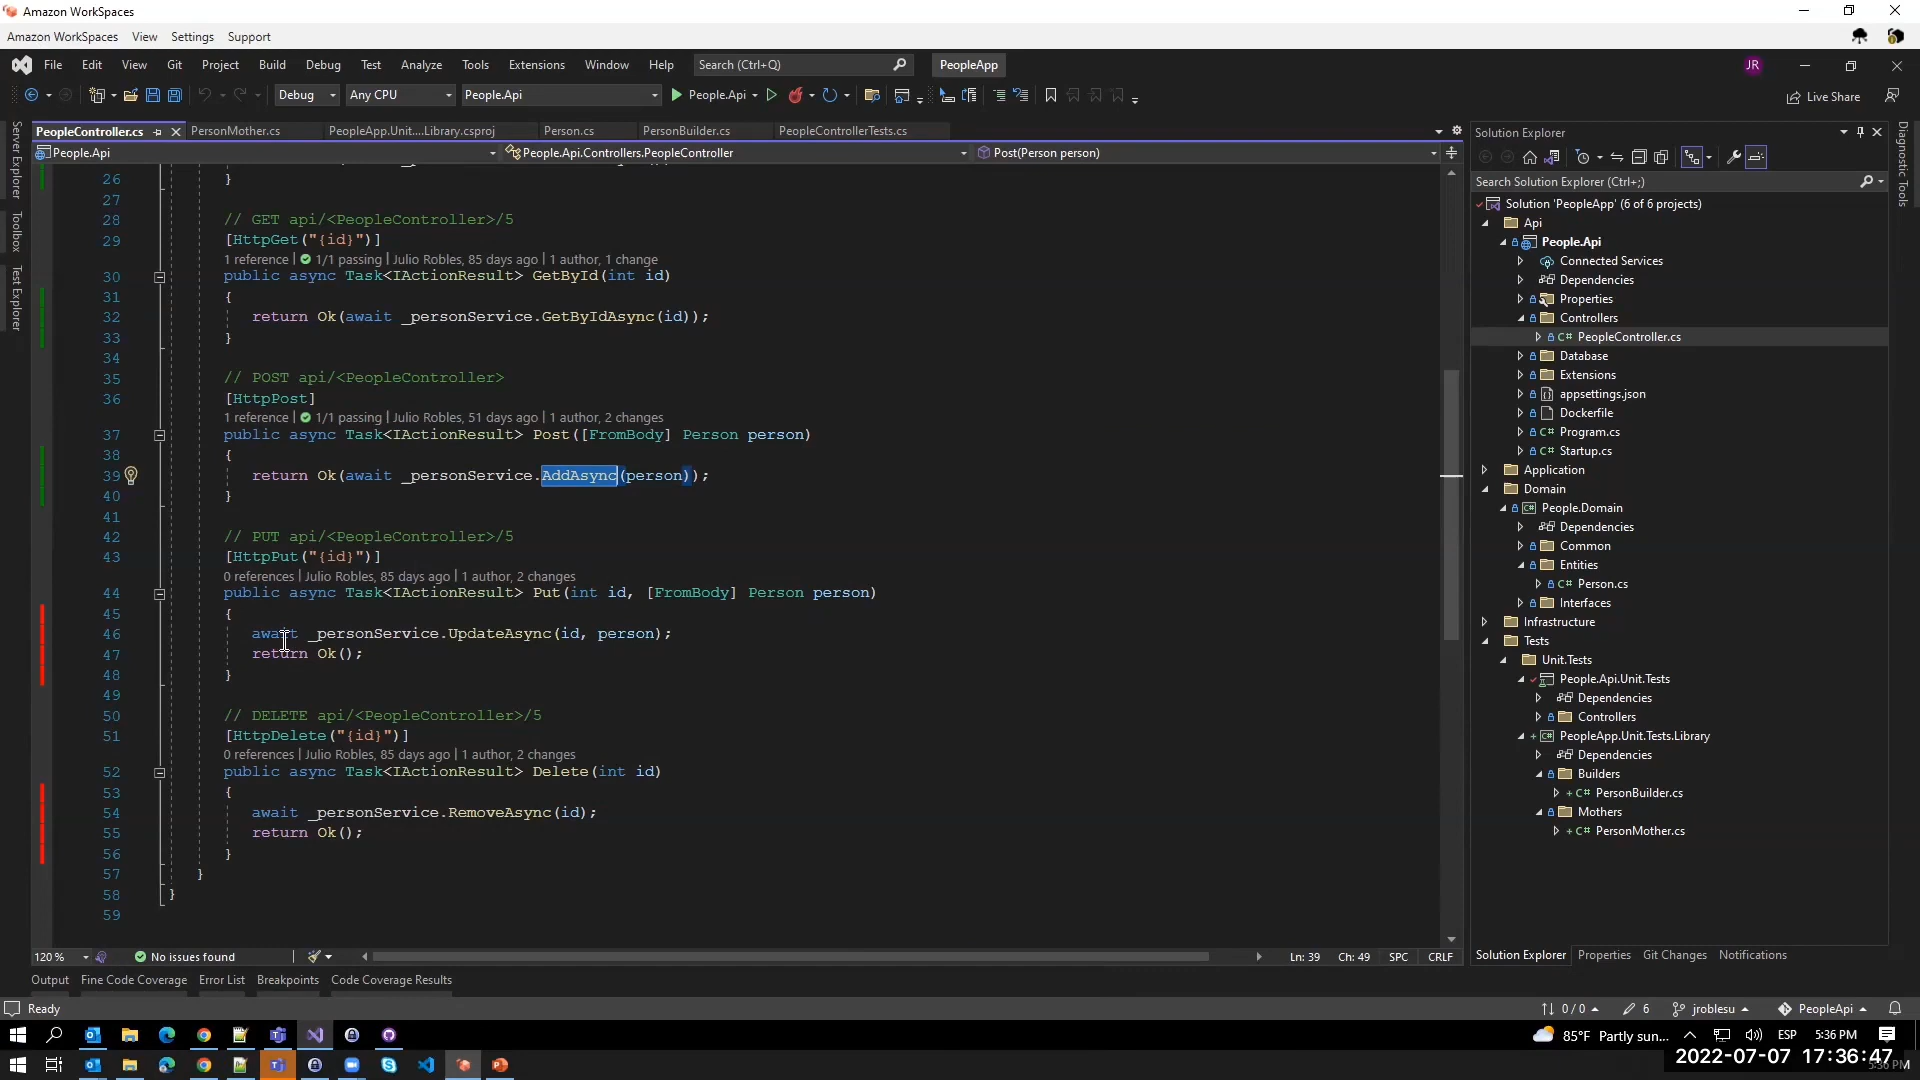 Amazon WorkSpaces
Amazon WorkSpaces View Settings Support
File Edit View Git Project Build Debug Test Analyze Tools Extensions Window Help Search (Ctrl+Q) PeopleApp JR
Debug Any CPU People.Api People.Api Live Share
PeopleController.cs PersonMother.cs PeopleApp.Unit....Library.csproj Person.cs PersonBuilder.cs PeopleControllerTests.cs
People.Api People.Api.Controllers.PeopleController Post(Person person)
Server Explorer
Toolbox
Test Explorer
26 }
27
28 // GET api/<PeopleController>/5
29 [HttpGet("{id}")]
1 reference | 1/1 passing | Julio Robles, 85 days ago | 1 author, 1 change
30 public async Task<IActionResult> GetById(int id)
31 {
32 return Ok(await _personService.GetByIdAsync(id));
33 }
34
35 // POST api/<PeopleController>
36 [HttpPost]
1 reference | 1/1 passing | Julio Robles, 51 days ago | 1 author, 2 changes
37 public async Task<IActionResult> Post([FromBody] Person person)
38 {
39 return Ok(await _personService.AddAsync(person));
40 }
41
42 // PUT api/<PeopleController>/5
43 [HttpPut("{id}")]
0 references | Julio Robles, 85 days ago | 1 author, 2 changes
44 public async Task<IActionResult> Put(int id, [FromBody] Person person)
45 {
46 await _personService.UpdateAsync(id, person);
47 return Ok();
48 }
49
50 // DELETE api/<PeopleController>/5
51 [HttpDelete("{id}")]
0 references | Julio Robles, 85 days ago | 1 author, 2 changes
52 public async Task<IActionResult> Delete(int id)
53 {
54 await _personService.RemoveAsync(id);
55 return Ok();
56 }
57 }
58 }
59
120 % No issues found Ln: 39 Ch: 49 SPC CRLF
Output Fine Code Coverage Error List Breakpoints Code Coverage Results
Solution Explorer
Search Solution Explorer (Ctrl+;)
Solution 'PeopleApp' (6 of 6 projects)
Api
People.Api
Connected Services
Dependencies
Properties
Controllers
C# PeopleController.cs
Database
Extensions
appsettings.json
Dockerfile
C# Program.cs
C# Startup.cs
Application
Domain
People.Domain
Dependencies
Common
Entities
C# Person.cs
Interfaces
Infrastructure
Tests
Unit.Tests
People.Api.Unit.Tests
Dependencies
Controllers
PeopleApp.Unit.Tests.Library
Dependencies
Builders
C# PersonBuilder.cs
Mothers
C# PersonMother.cs
Solution Explorer Properties Git Changes Notifications
Diagnostic Tools
Ready 0 / 0 6 jroblesu PeopleApi
85°F Partly sun... ESP 5:36 PM
2022-07-07 17:36:47